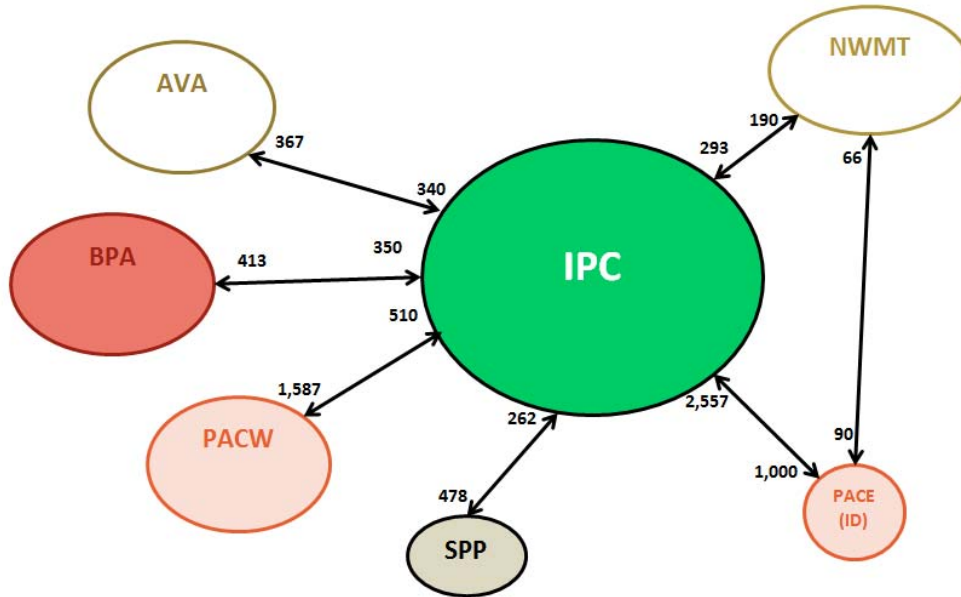 NWMT
AVA
190
367
293
66
340
IPC
BPA
350
413
510
1,587
2,557
262
PACW
90
1,000
478
PACE
(ID)
SPP